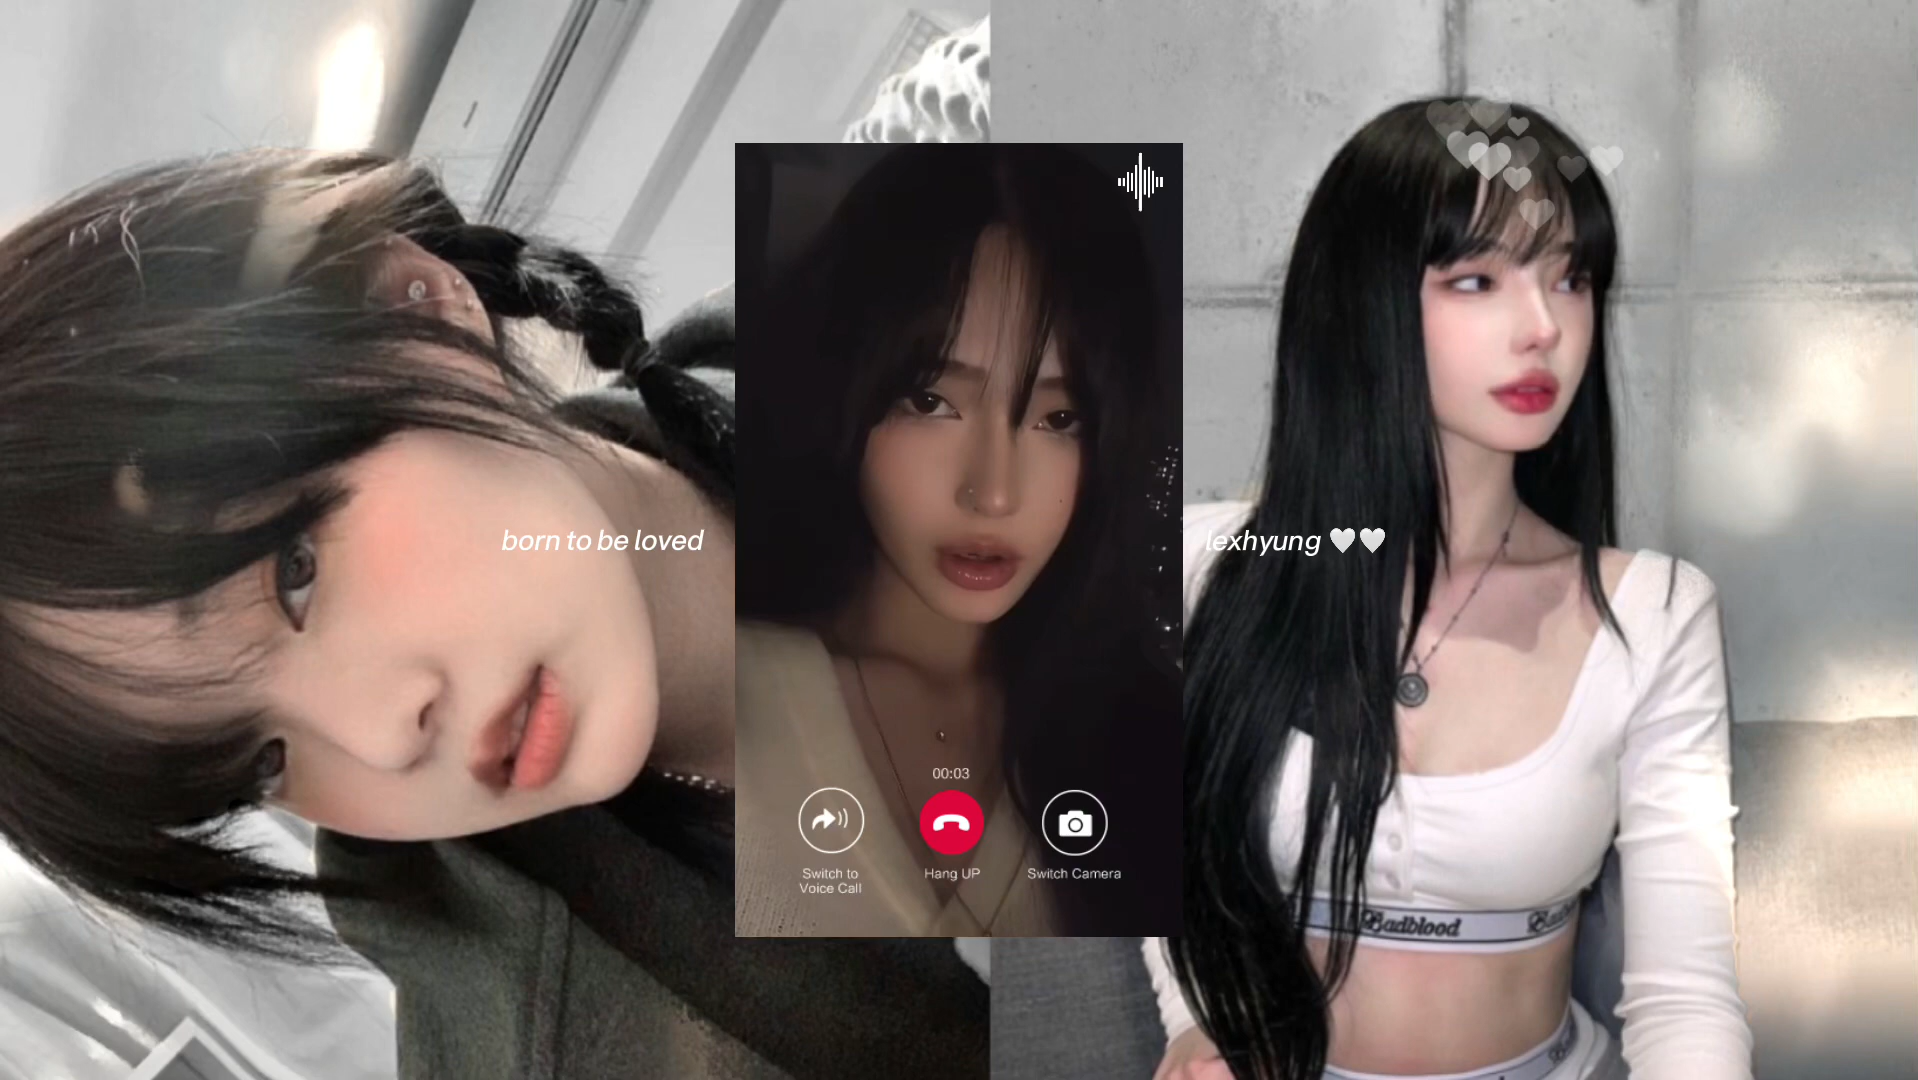 born to be loved
lexhyung 🤍🤍
00:03
Switch to
Voice Call
Hang UP
Switch Camera
Badblood